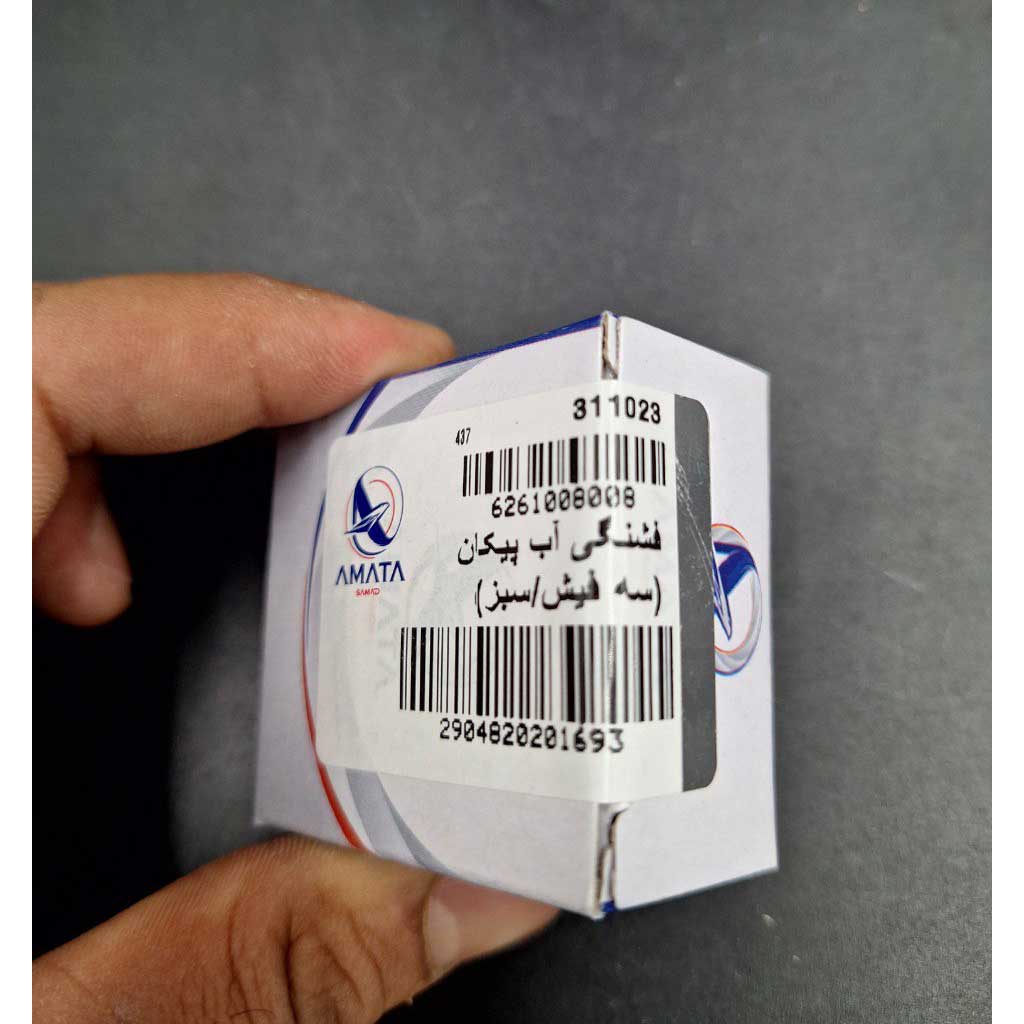 311023
437
6261008008
AMATA
SAMAD
فشنگی آب پیکان
(سه فیش/سبز)
2904820201693